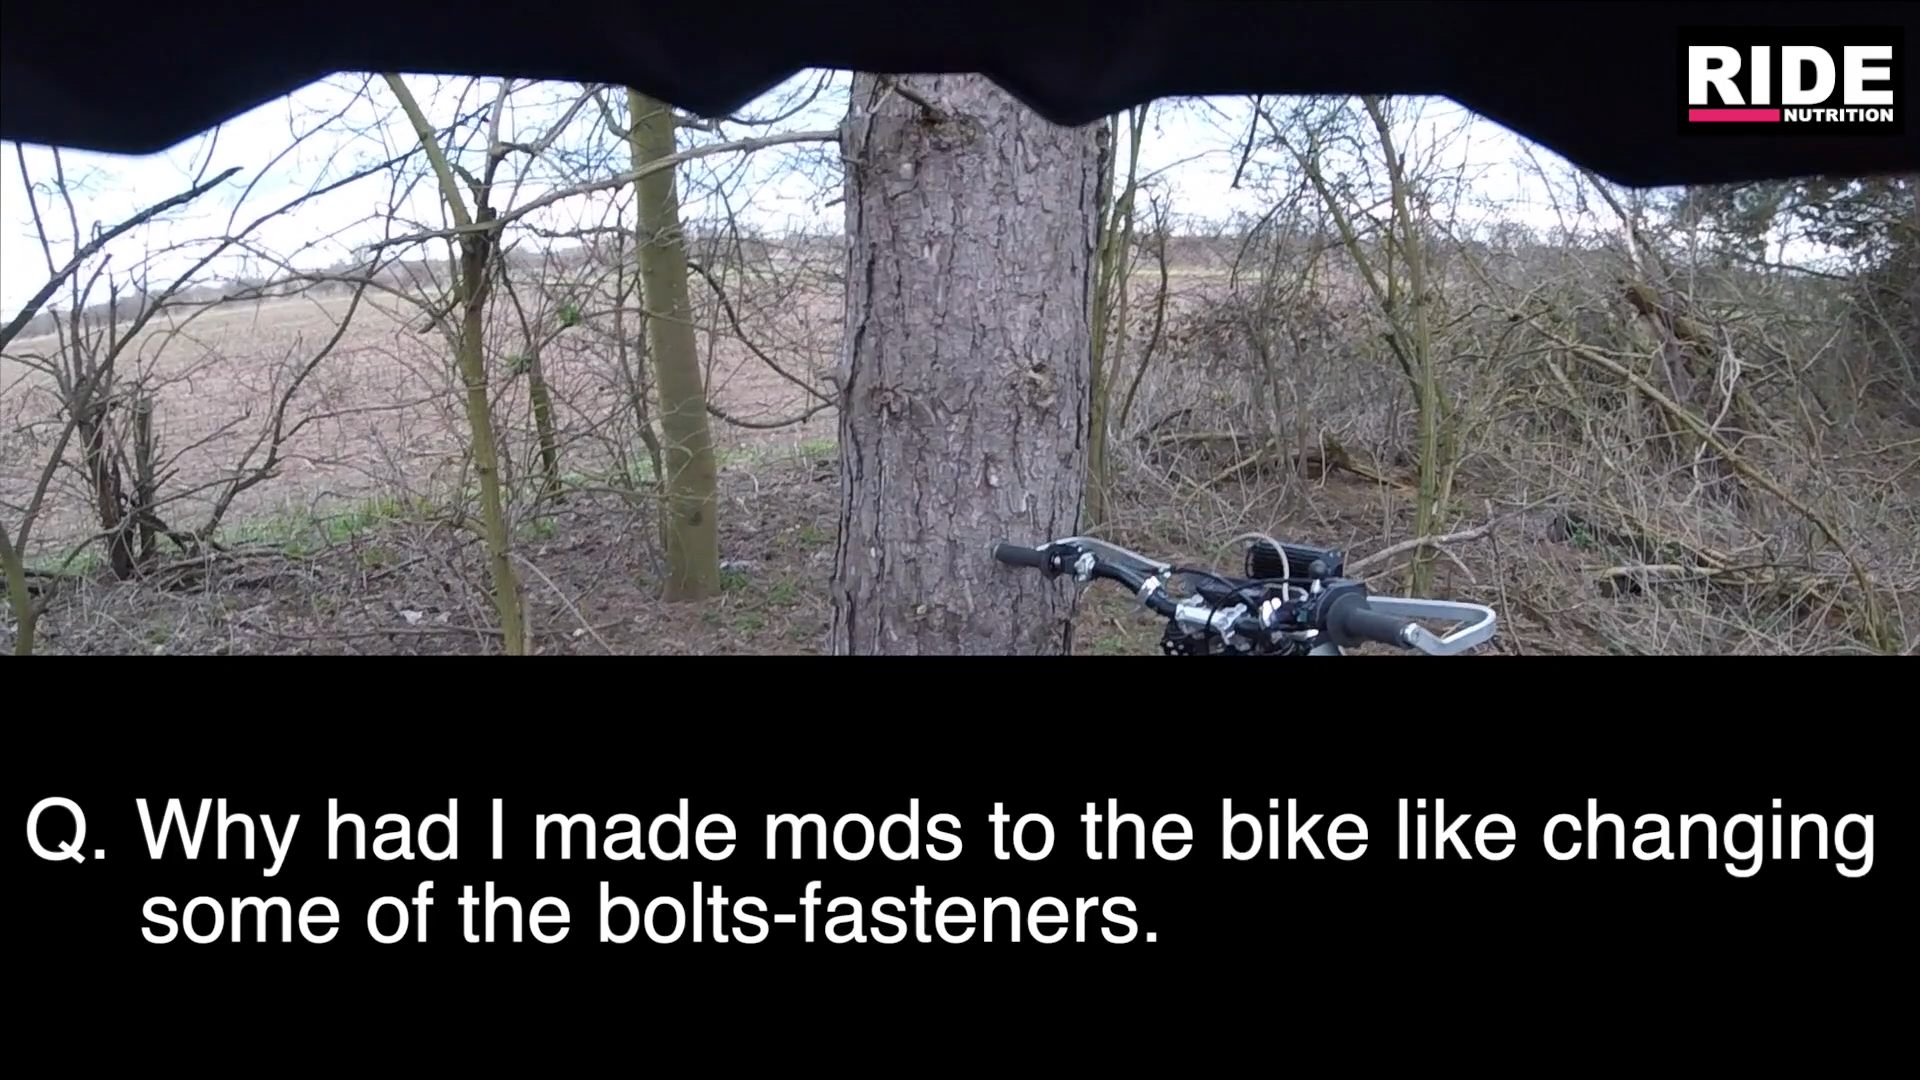 RIDE
NUTRITION
Q. Why had I made mods to the bike like changing
some of the bolts-fasteners.